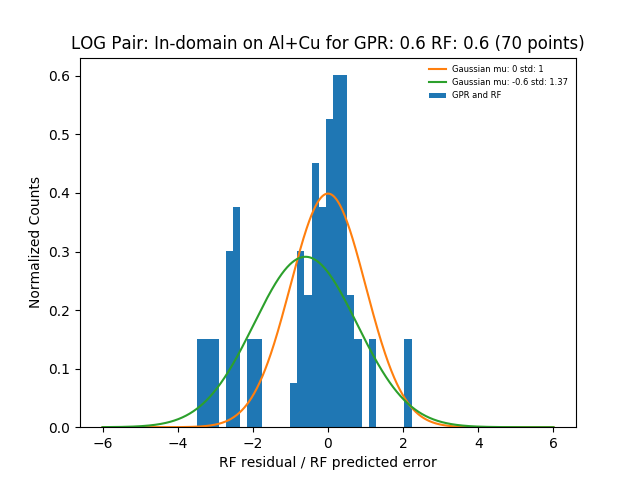 LOG Pair: In-domain on Al+Cu for GPR: 0.6 RF: 0.6 (70 points)
Gaussian mu: 0 std: 1
Gaussian mu: -0.6 std: 1.37
GPR and RF
0.6
0.5
0.4
0.3
0.2
0.1
0.0
Normalized Counts
−6 −4 −2 0 2 4 6
RF residual / RF predicted error